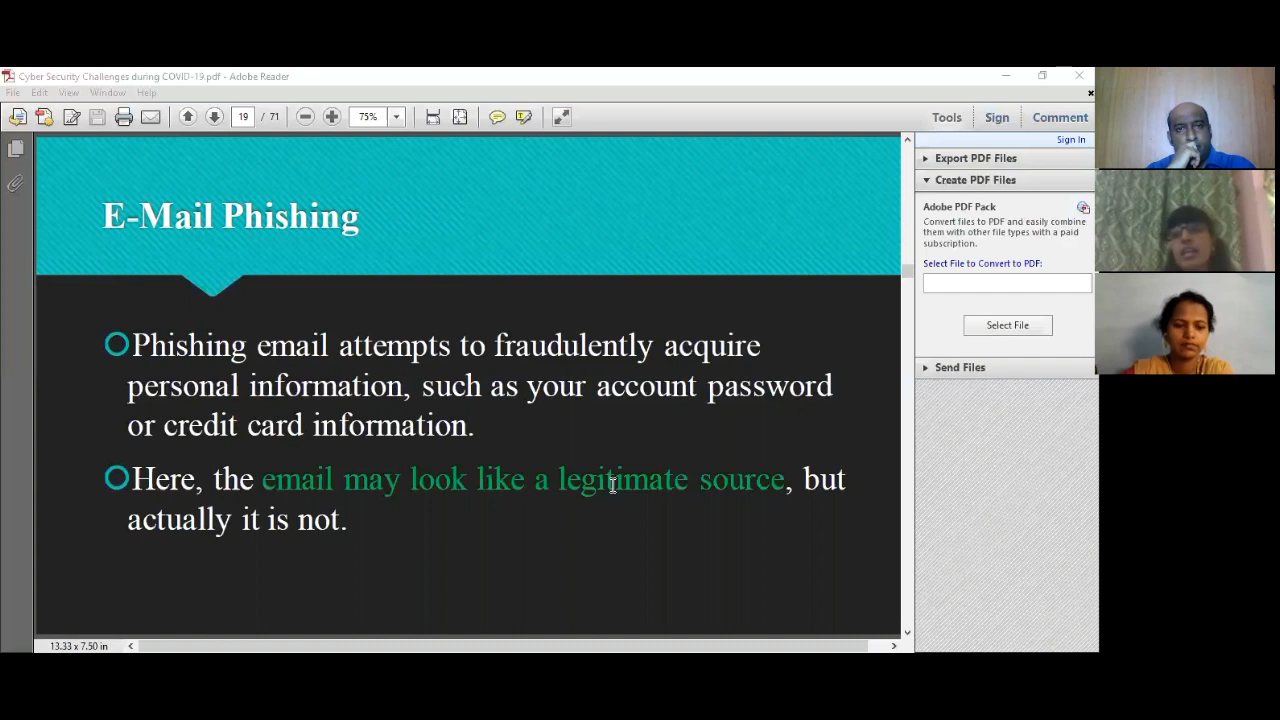 Cyber Security Challenges during COVID-19.pdf - Adobe Reader
File Edit View Window Help
19 / 71 75% Tools Sign Comment
Sign In
Export PDF Files
Create PDF Files
Adobe PDF Pack
Convert files to PDF and easily combine
them with other file types with a paid
subscription.
Select File to Convert to PDF:
Select File
Send Files
E-Mail Phishing
Phishing email attempts to fraudulently acquire
personal information, such as your account password
or credit card information.
Here, the email may look like a legitimate source, but
actually it is not.
13.33 x 7.50 in